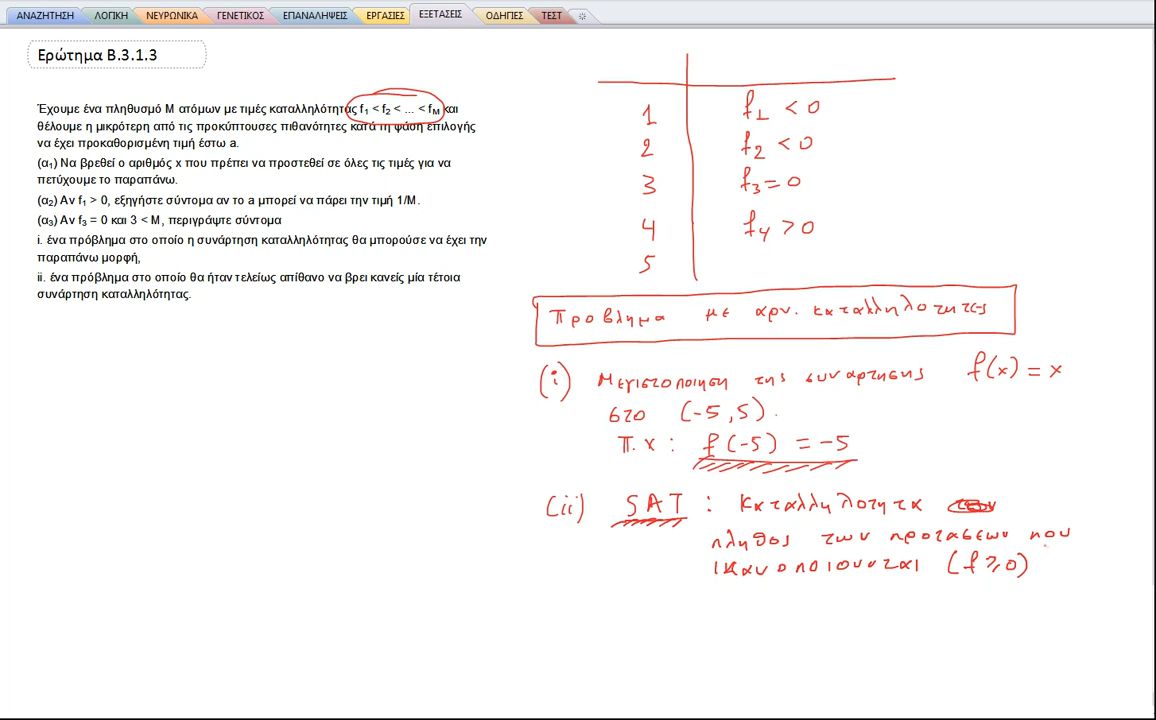 ΑΝΑΖΗΤΗΣΗ ΛΟΓΙΚΗ ΝΕΥΡΩΝΙΚΑ ΓΕΝΕΤΙΚΟΣ ΕΠΑΝΑΛΗΨΕΙΣ ΕΡΓΑΣΙΕΣ ΕΞΕΤΑΣΕΙΣ ΟΔΗΓΙΕΣ ΤΕΣΤ
Ερώτημα Β.3.1.3
Έχουμε ένα πληθυσμό Μ ατόμων με τιμές καταλληλότητας f₁ < f₂ < ... < f_M και
θέλουμε η μικρότερη από τις προκύπτουσες πιθανότητες κατά τη φάση επιλογής
να έχει προκαθορισμένη τιμή έστω a.
(α₁) Να βρεθεί ο αριθμός x που πρέπει να προστεθεί σε όλες τις τιμές για να
πετύχουμε το παραπάνω.
(α₂) Αν f₁ > 0, εξηγήστε σύντομα αν το a μπορεί να πάρει την τιμή 1/Μ.
(α₃) Αν f₃ = 0 και 3 < Μ, περιγράψτε σύντομα
i. ένα πρόβλημα στο οποίο η συνάρτηση καταλληλότητας θα μπορούσε να έχει την
παραπάνω μορφή,
ii. ένα πρόβλημα στο οποίο θα ήταν τελείως απίθανο να βρει κανείς μία τέτοια
συνάρτηση καταλληλότητας.
1 f₁ < 0
2 f₂ < 0
3 f₃ = 0
4 f₄ > 0
5
Προβλημα με αρν. καταλληλοτητες
(i) Μεγιστοποιηση της συναρτησης f(x) = x
στο (-5, 5).
π.χ : f(-5) = -5
(ii) SAT : Καταλληλοτητα
πληθος των προτασεων που
ικανοποιουνται (f ≥ 0)